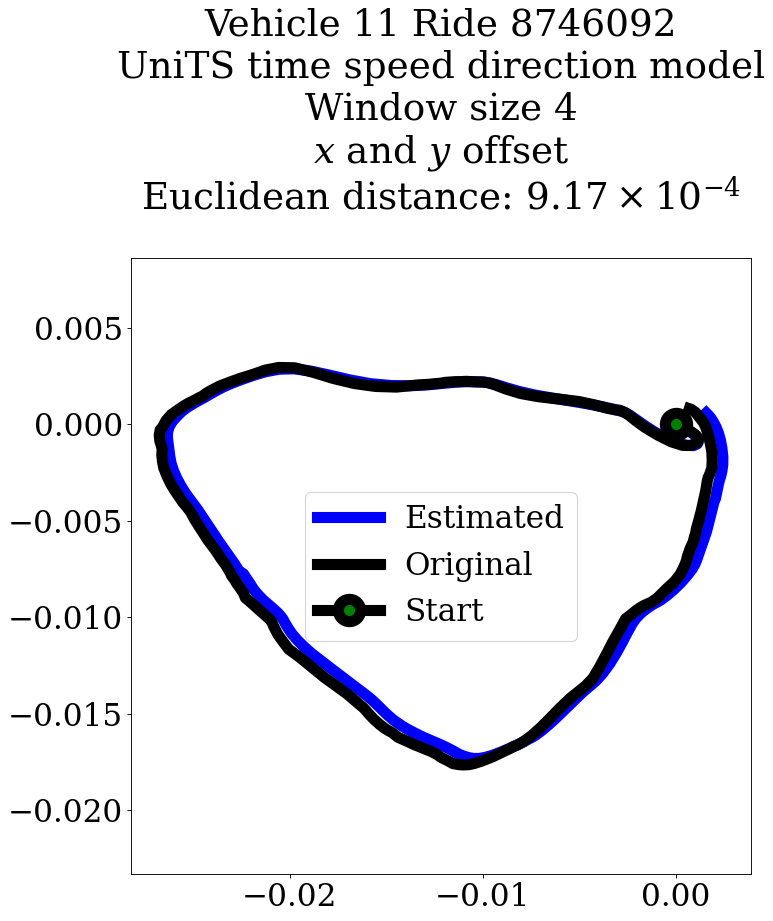 Vehicle 11 Ride 8746092
UniTS time speed direction model
Window size 4
x and y offset
Euclidean distance: 9.17 × 10⁻⁴
0.005
0.000
−0.005
−0.010
−0.015
−0.020
Estimated
Original
Start
−0.02
−0.01
0.00